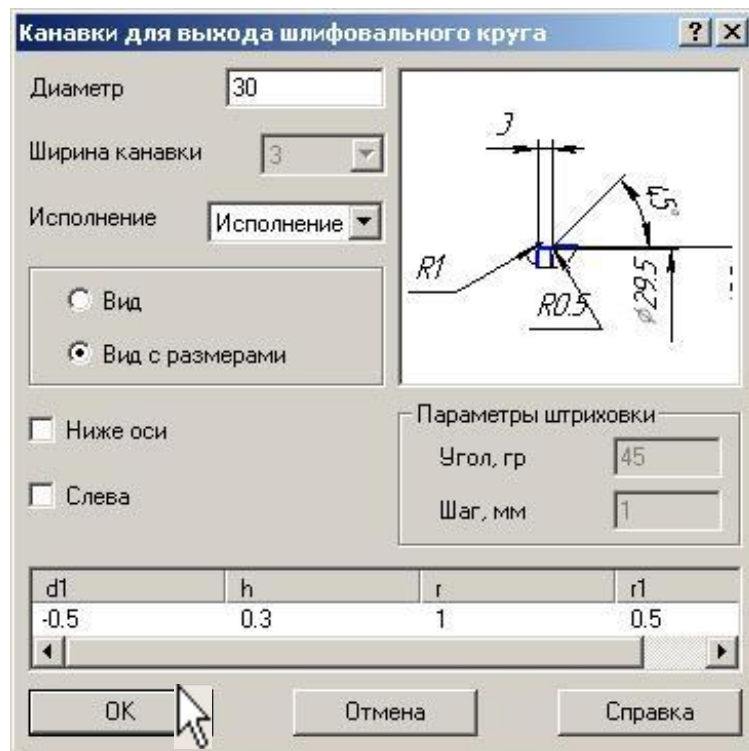 Канавки для выхода шлифовального круга ? ×
Диаметр 30
Ширина канавки 3
Исполнение Исполнение
Вид
Вид с размерами
3
45°
R1
R0.5
⌀29.5
Ниже оси
Слева
Параметры штриховки
Угол, гр 45
Шаг, мм 1
d1 h r r1
-0.5 0.3 1 0.5
OK Отмена Справка